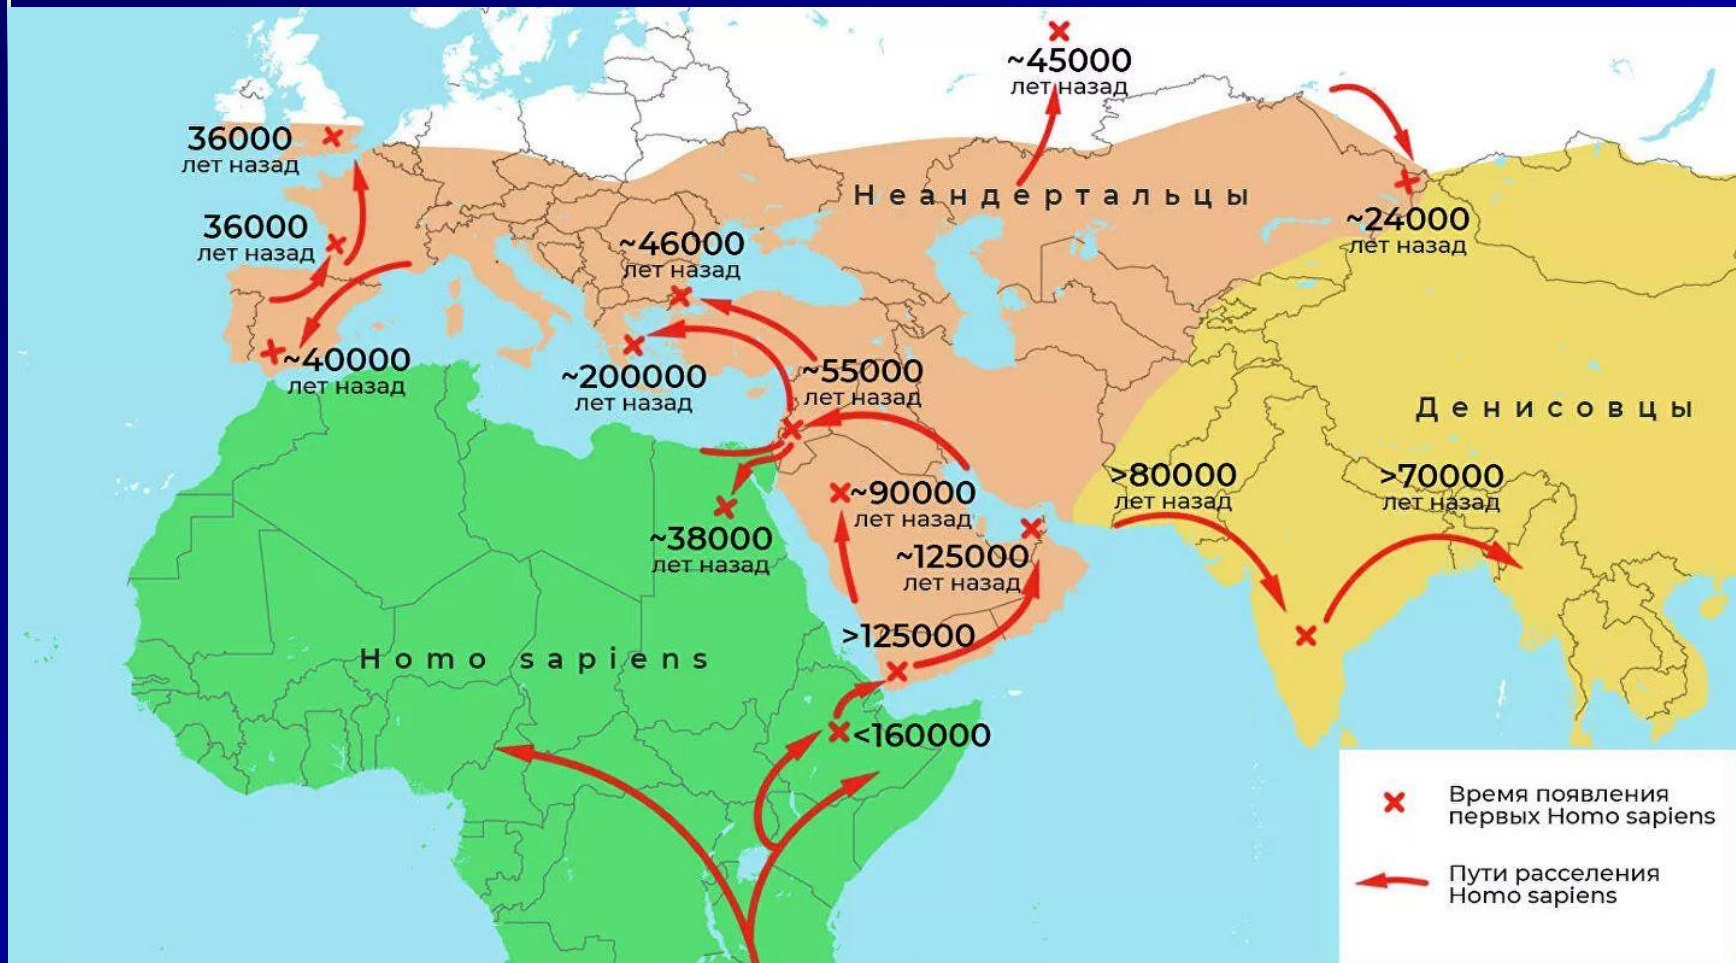 ~45000
лет назад
36000
лет назад
Неандертальцы
36000
лет назад
~46000
лет назад
~24000
лет назад
~40000
лет назад
~200000
лет назад
~55000
лет назад
Денисовцы
>80000
лет назад
>70000
лет назад
~90000
лет назад
~38000
лет назад
~125000
лет назад
>125000
Homo sapiens
<160000
Время появления
первых Homo sapiens
Пути расселения
Homo sapiens